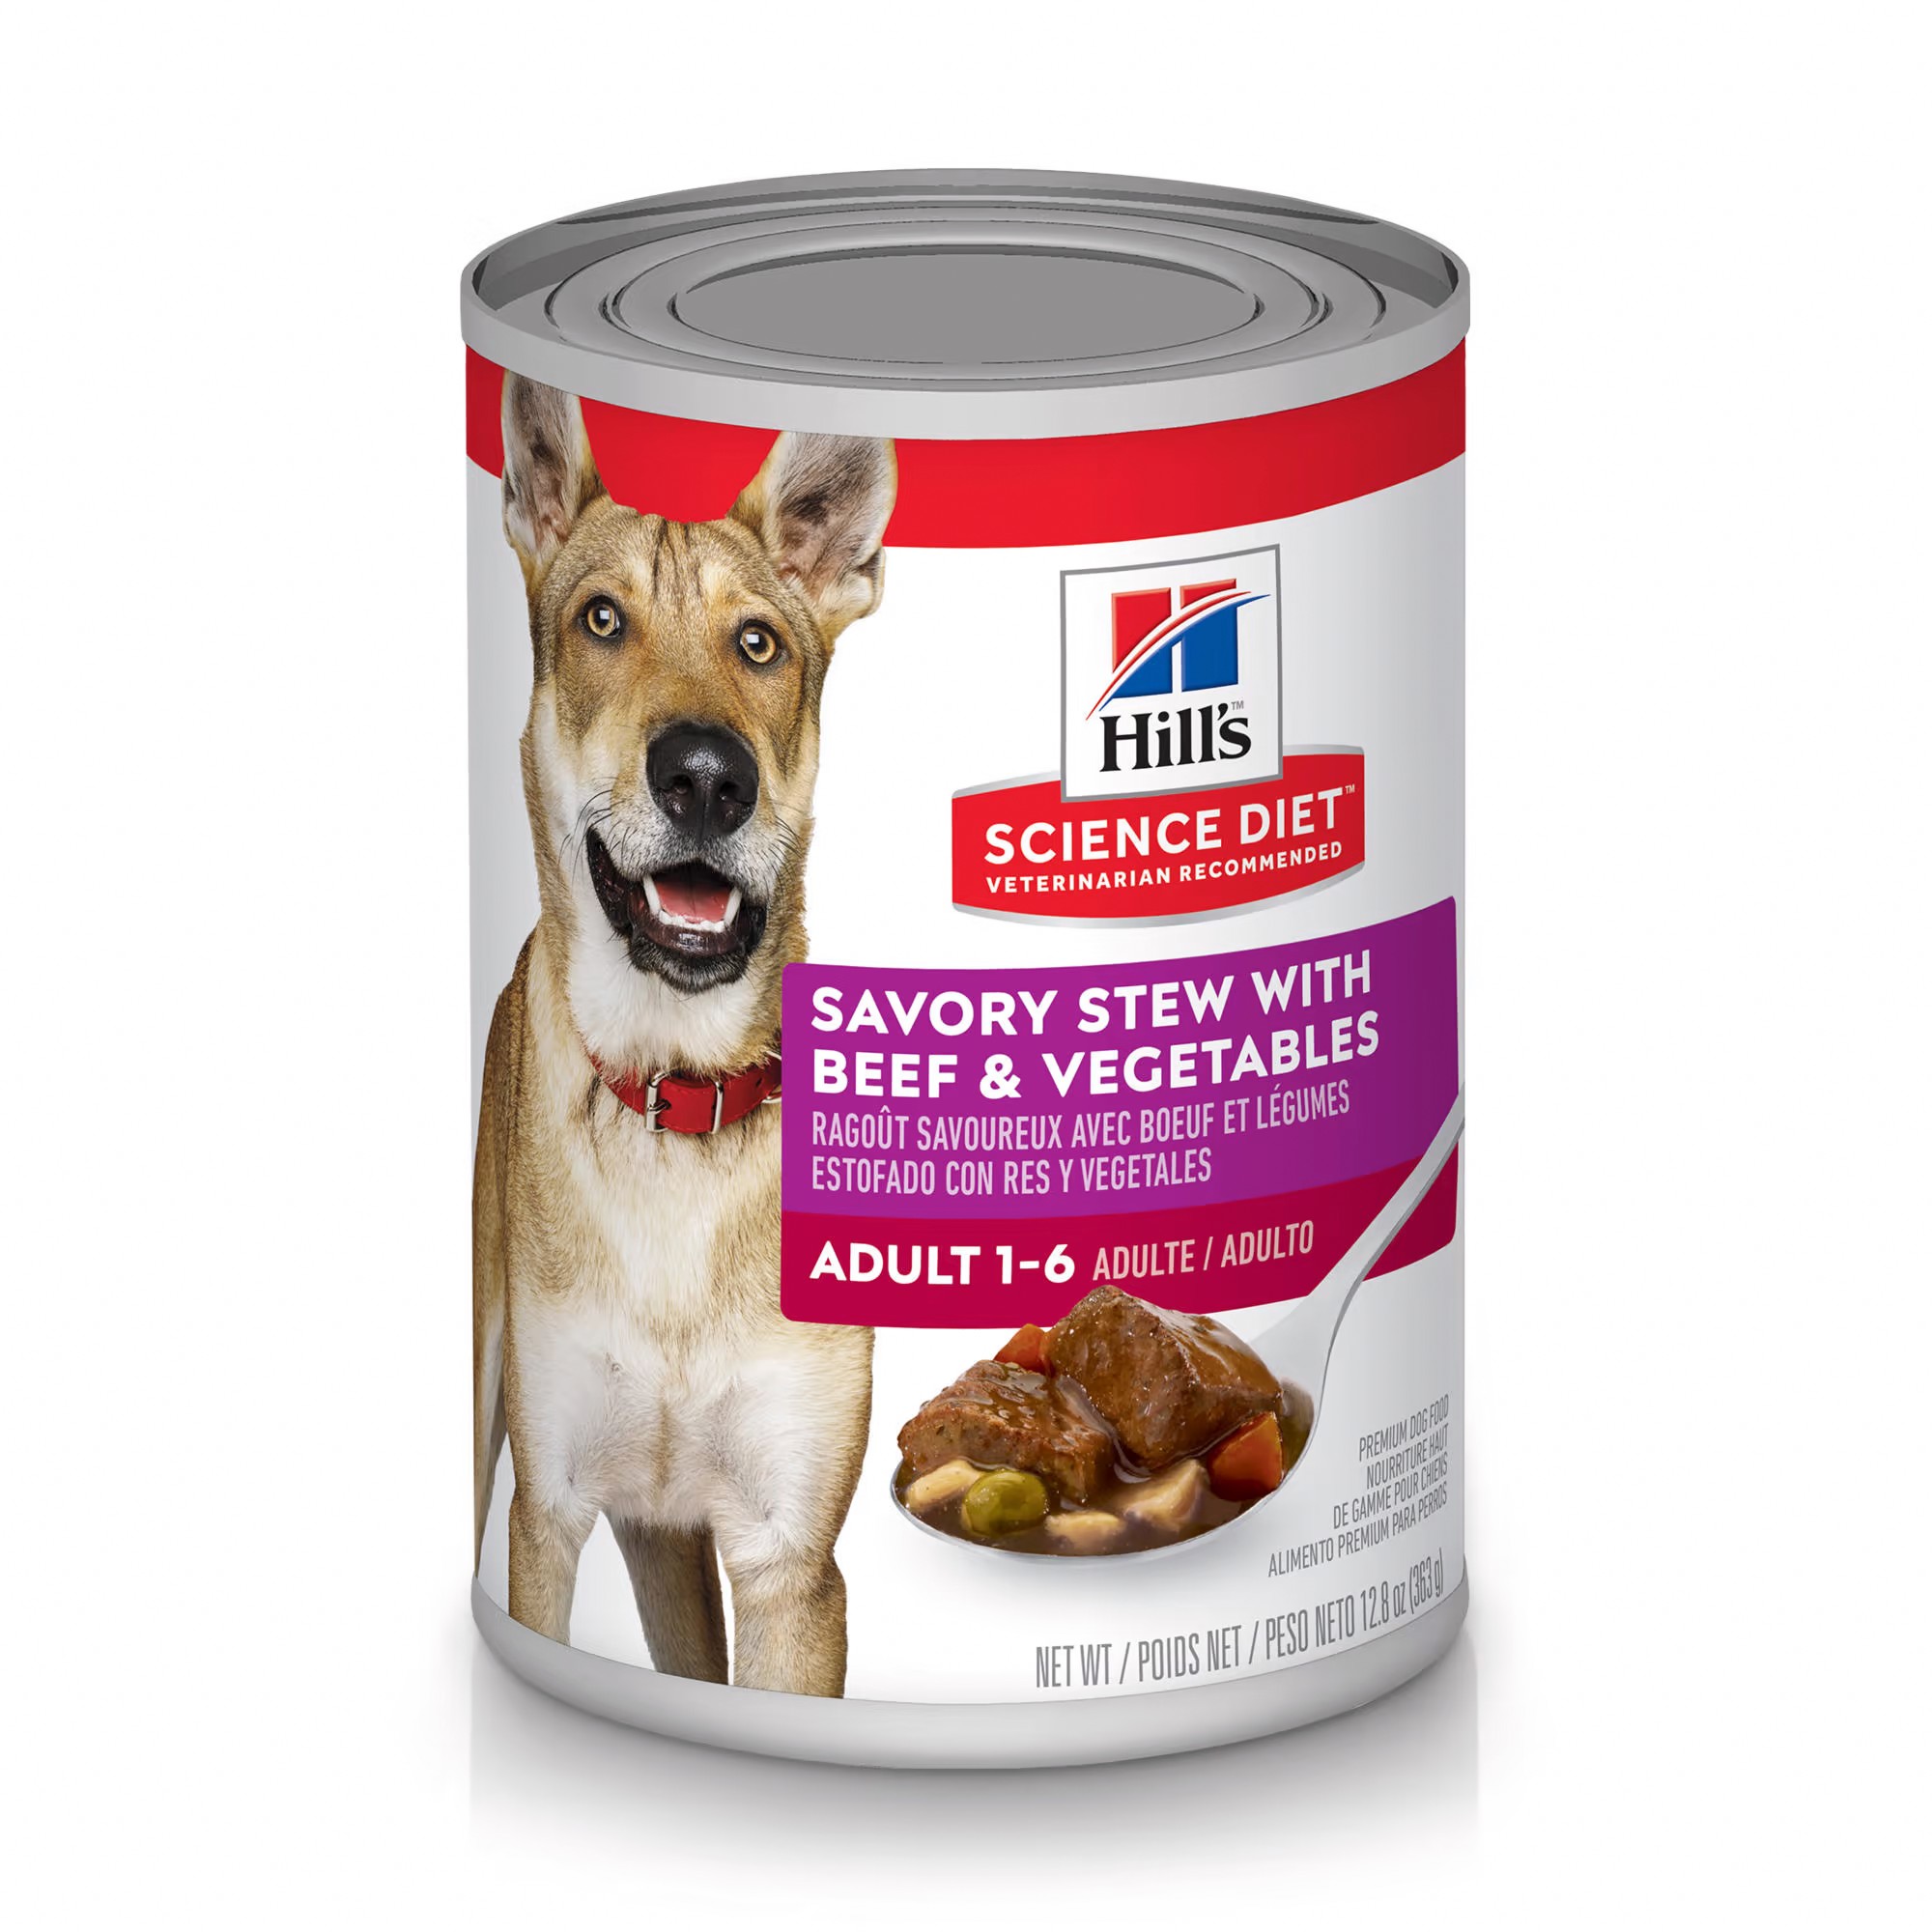 Hill's™
SCIENCE DIET™
VETERINARIAN RECOMMENDED
SAVORY STEW WITH
BEEF & VEGETABLES
RAGOÛT SAVOUREUX AVEC BOEUF ET LÉGUMES
ESTOFADO CON RES Y VEGETALES
ADULT 1-6 ADULTE / ADULTO
PREMIUM DOG FOOD
NOURRITURE HAUT
DE GAMME POUR CHIENS
ALIMENTO PREMIUM PARA PERROS
NET WT / POIDS NET / PESO NETO 12.8 oz (363 g)